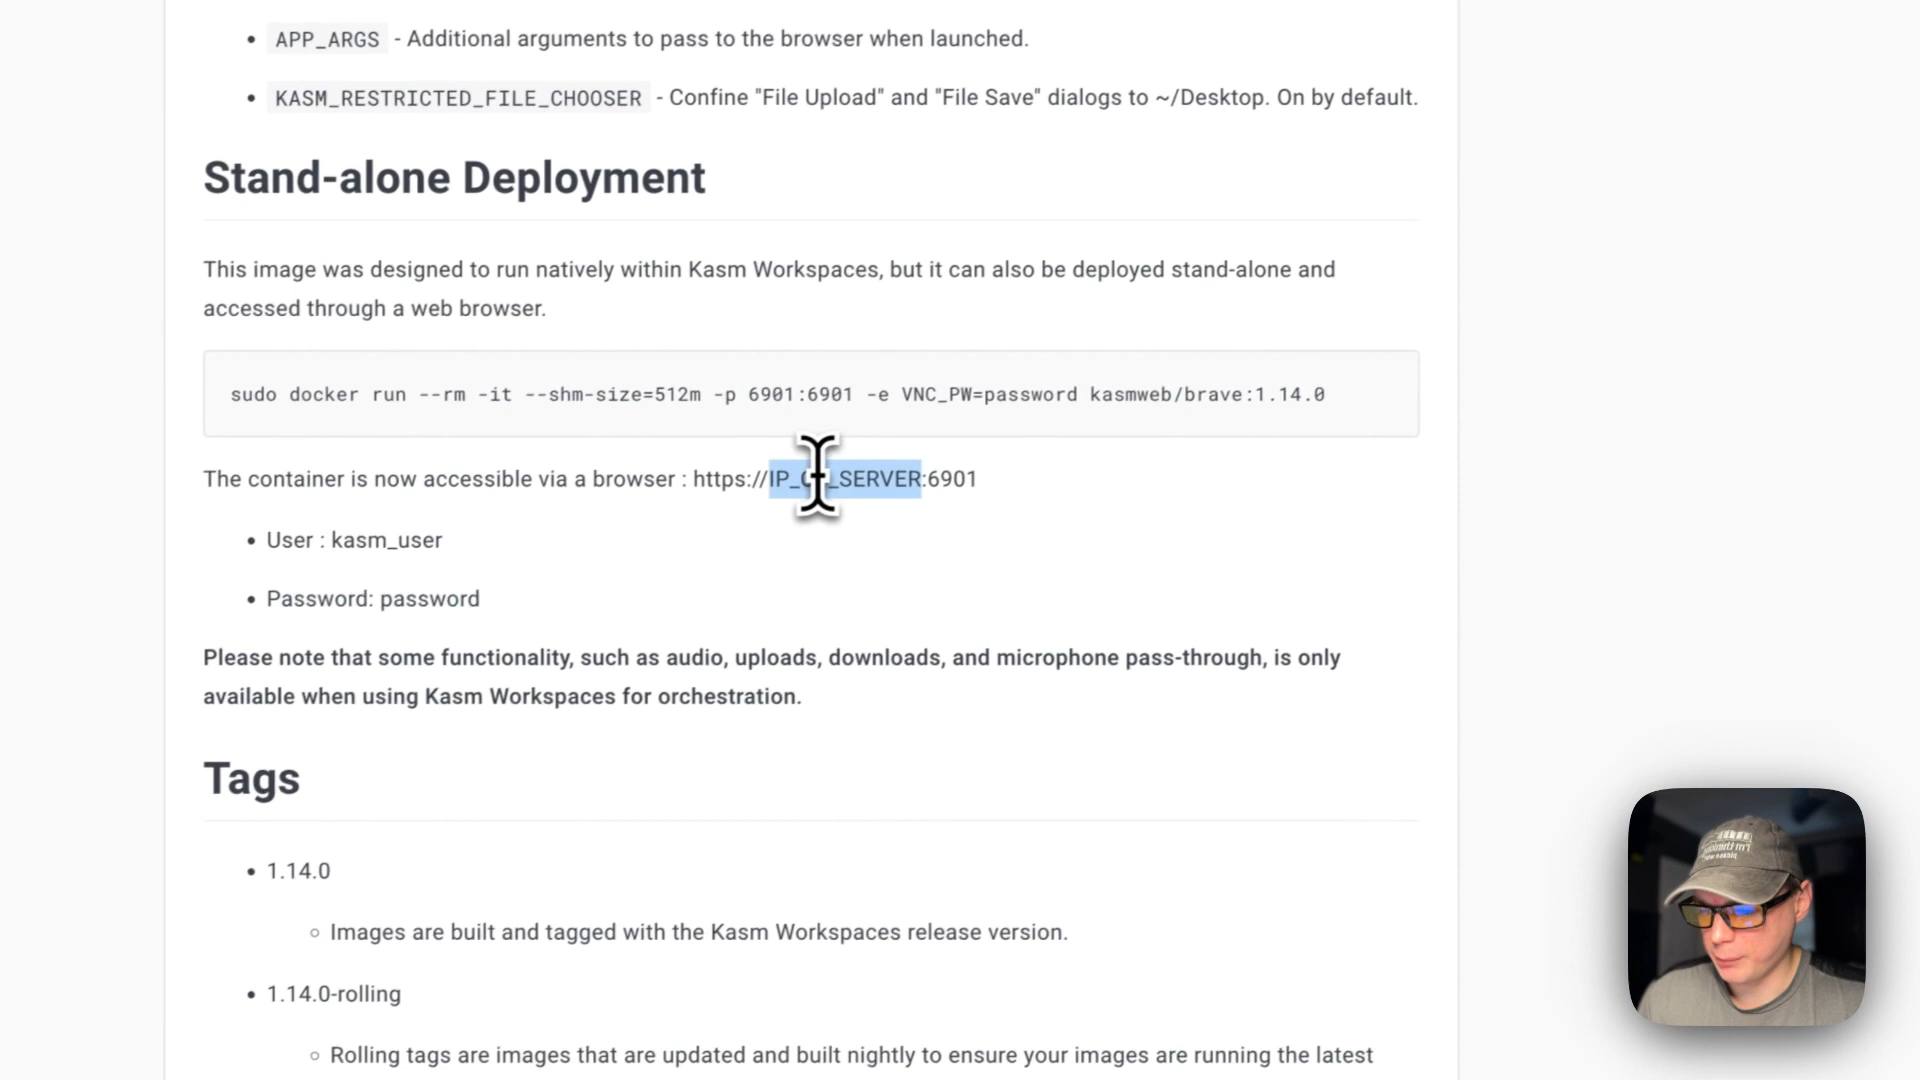 APP_ARGS - Additional arguments to pass to the browser when launched.
KASM_RESTRICTED_FILE_CHOOSER - Confine "File Upload" and "File Save" dialogs to ~/Desktop. On by default.
Stand-alone Deployment
This image was designed to run natively within Kasm Workspaces, but it can also be deployed stand-alone and
accessed through a web browser.
sudo docker run --rm -it --shm-size=512m -p 6901:6901 -e VNC_PW=password kasmweb/brave:1.14.0
The container is now accessible via a browser : https://IP_OF_SERVER:6901
User : kasm_user
Password: password
Please note that some functionality, such as audio, uploads, downloads, and microphone pass-through, is only
available when using Kasm Workspaces for orchestration.
Tags
1.14.0
Images are built and tagged with the Kasm Workspaces release version.
1.14.0-rolling
Rolling tags are images that are updated and built nightly to ensure your images are running the latest